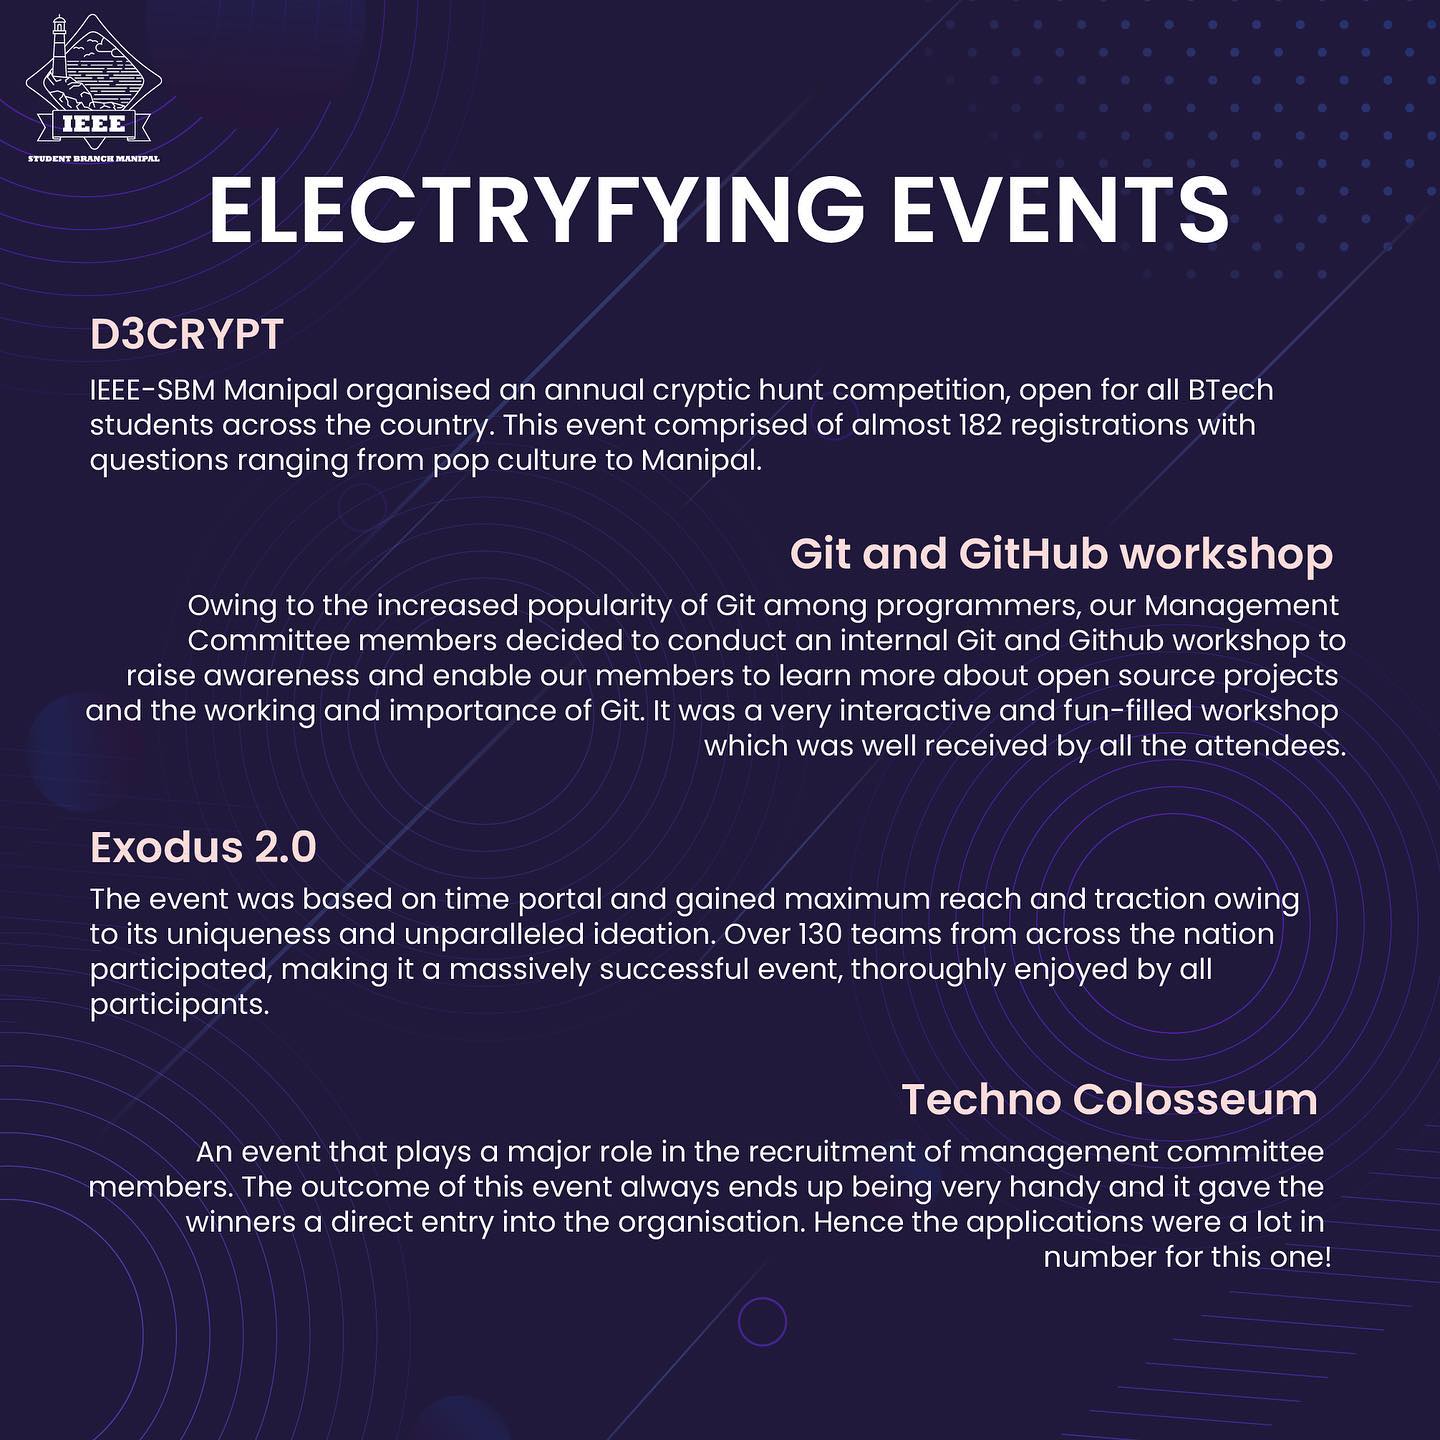 IEEE
STUDENT BRANCH MANIPAL
ELECTRYFYING EVENTS
D3CRYPT
IEEE-SBM Manipal organised an annual cryptic hunt competition, open for all BTech
students across the country. This event comprised of almost 182 registrations with
questions ranging from pop culture to Manipal.
Git and GitHub workshop
Owing to the increased popularity of Git among programmers, our Management
Committee members decided to conduct an internal Git and Github workshop to
raise awareness and enable our members to learn more about open source projects
and the working and importance of Git. It was a very interactive and fun-filled workshop
which was well received by all the attendees.
Exodus 2.0
The event was based on time portal and gained maximum reach and traction owing
to its uniqueness and unparalleled ideation. Over 130 teams from across the nation
participated, making it a massively successful event, thoroughly enjoyed by all
participants.
Techno Colosseum
An event that plays a major role in the recruitment of management committee
members. The outcome of this event always ends up being very handy and it gave the
winners a direct entry into the organisation. Hence the applications were a lot in
number for this one!